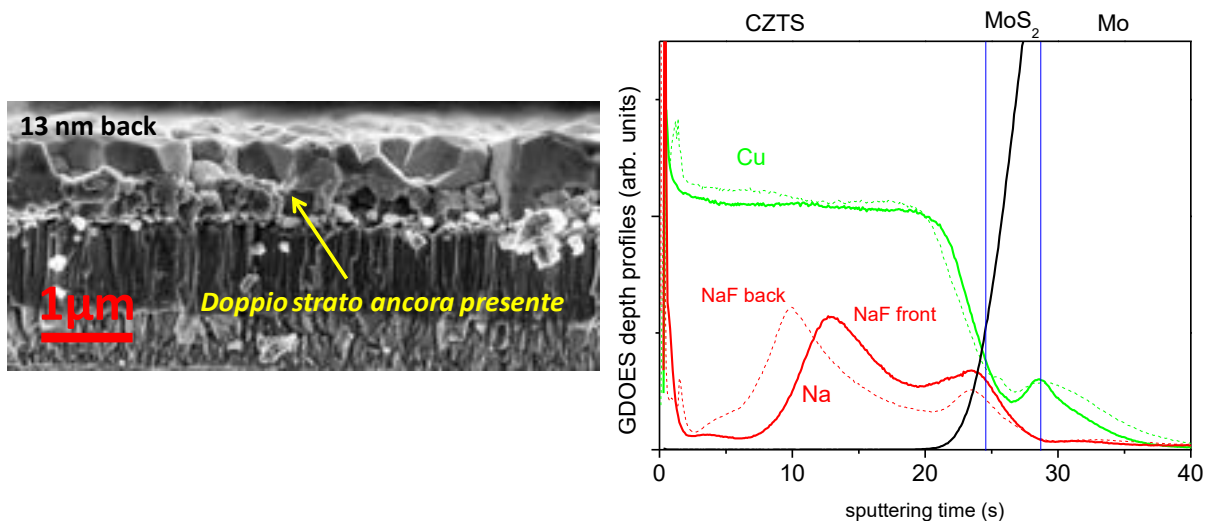 13 nm back
Doppio strato ancora presente
1µm
CZTS
MoS2
Mo
GDOES depth profiles (arb. units)
Cu
NaF back
NaF front
Na
0
10
20
30
40
sputtering time (s)